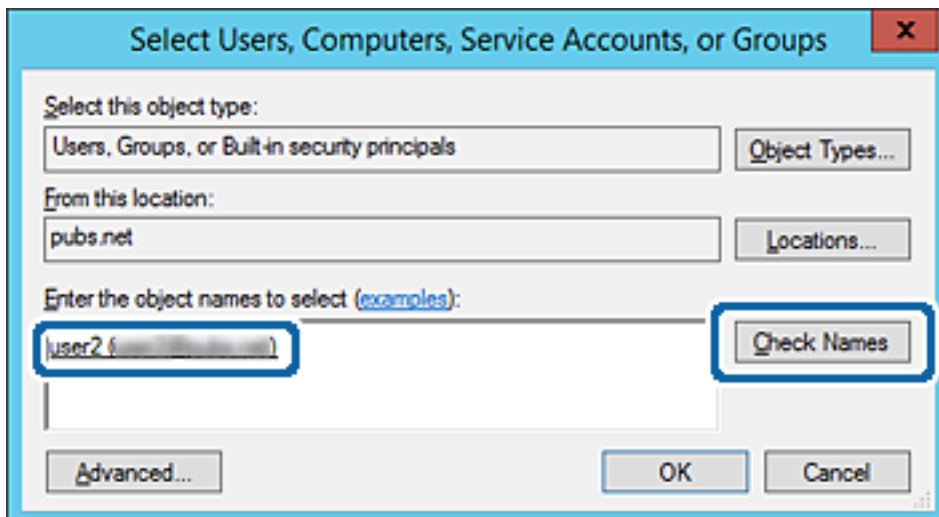 Select Users, Computers, Service Accounts, or Groups
x
Select this object type:
Users, Groups, or Built-in security principals
Object Types...
From this location:
pubs.net
Locations...
Enter the object names to select (examples):
user2 ( )
Check Names
Advanced...
OK
Cancel